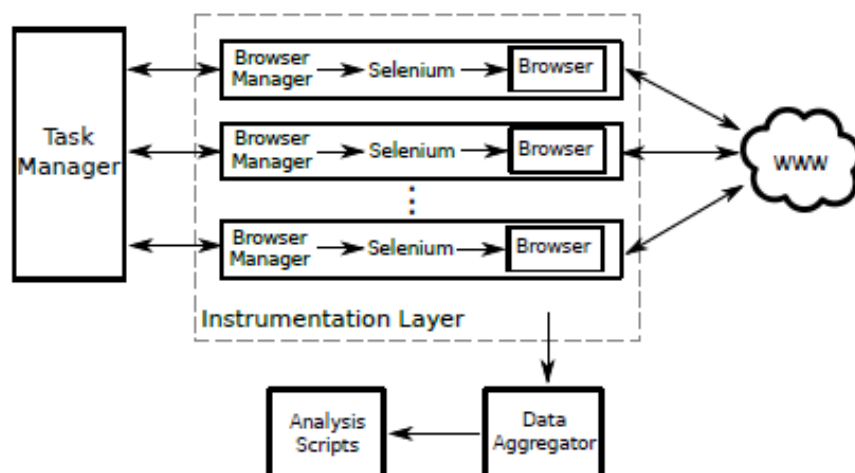 Task
Manager
Browser
Manager
Selenium
Browser
Browser
Manager
Selenium
Browser
Browser
Manager
Selenium
Browser
Instrumentation Layer
WWW
Analysis
Scripts
Data
Aggregator